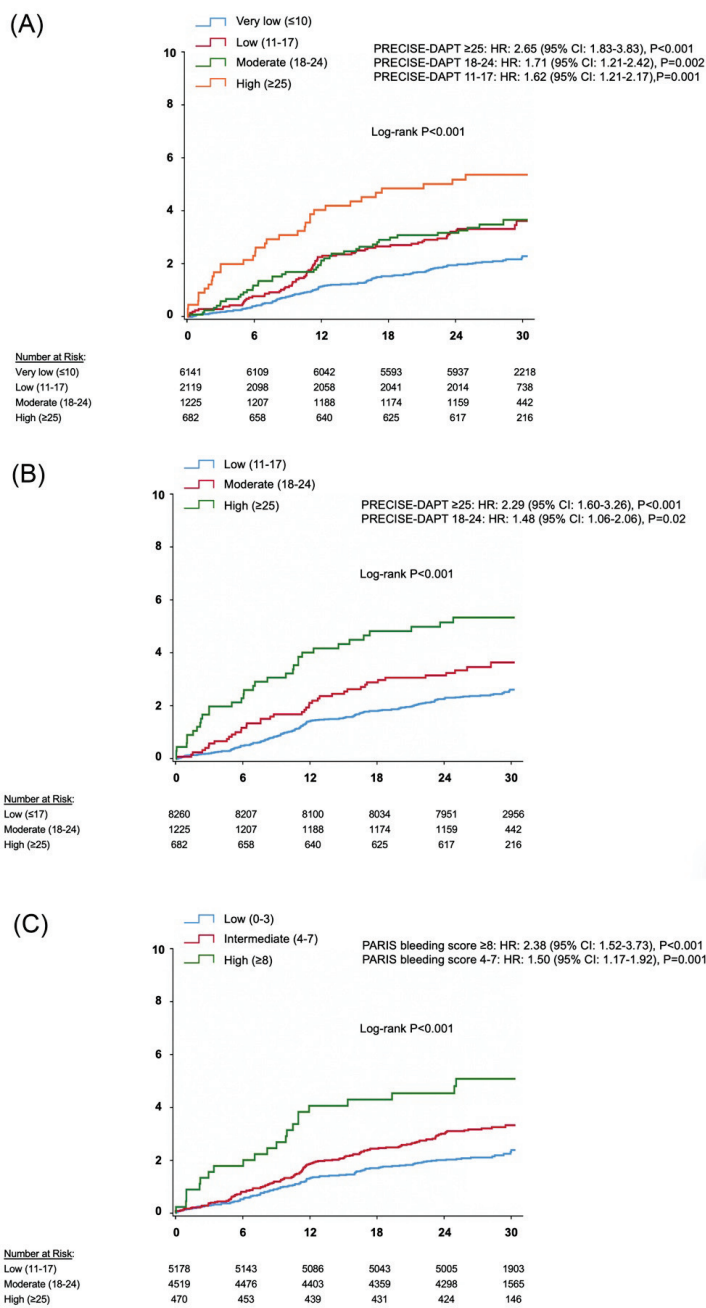 (A)
Very low (≤10)
Low (11-17)
Moderate (18-24)
High (≥25)
PRECISE-DAPT ≥25: HR: 2.65 (95% CI: 1.83-3.83), P<0.001
PRECISE-DAPT 18-24: HR: 1.71 (95% CI: 1.21-2.42), P=0.002
PRECISE-DAPT 11-17: HR: 1.62 (95% CI: 1.21-2.17),P=0.001
Log-rank P<0.001
10
8
6
4
2
0
0 6 12 18 24 30
Number at Risk:
Very low (≤10) 6141 6109 6042 5593 5937 2218
Low (11-17) 2119 2098 2058 2041 2014 738
Moderate (18-24) 1225 1207 1188 1174 1159 442
High (≥25) 682 658 640 625 617 216
(B)
Low (11-17)
Moderate (18-24)
High (≥25)
PRECISE-DAPT ≥25: HR: 2.29 (95% CI: 1.60-3.26), P<0.001
PRECISE-DAPT 18-24: HR: 1.48 (95% CI: 1.06-2.06), P=0.02
Log-rank P<0.001
10
8
6
4
2
0
0 6 12 18 24 30
Number at Risk:
Low (≤17) 8260 8207 8100 8034 7951 2956
Moderate (18-24) 1225 1207 1188 1174 1159 442
High (≥25) 682 658 640 625 617 216
(C)
Low (0-3)
Intermediate (4-7)
High (≥8)
PARIS bleeding score ≥8: HR: 2.38 (95% CI: 1.52-3.73), P<0.001
PARIS bleeding score 4-7: HR: 1.50 (95% CI: 1.17-1.92), P=0.001
Log-rank P<0.001
10
8
6
4
2
0
0 6 12 18 24 30
Number at Risk:
Low (11-17) 5178 5143 5086 5043 5005 1903
Moderate (18-24) 4519 4476 4403 4359 4298 1565
High (≥25) 470 453 439 431 424 146